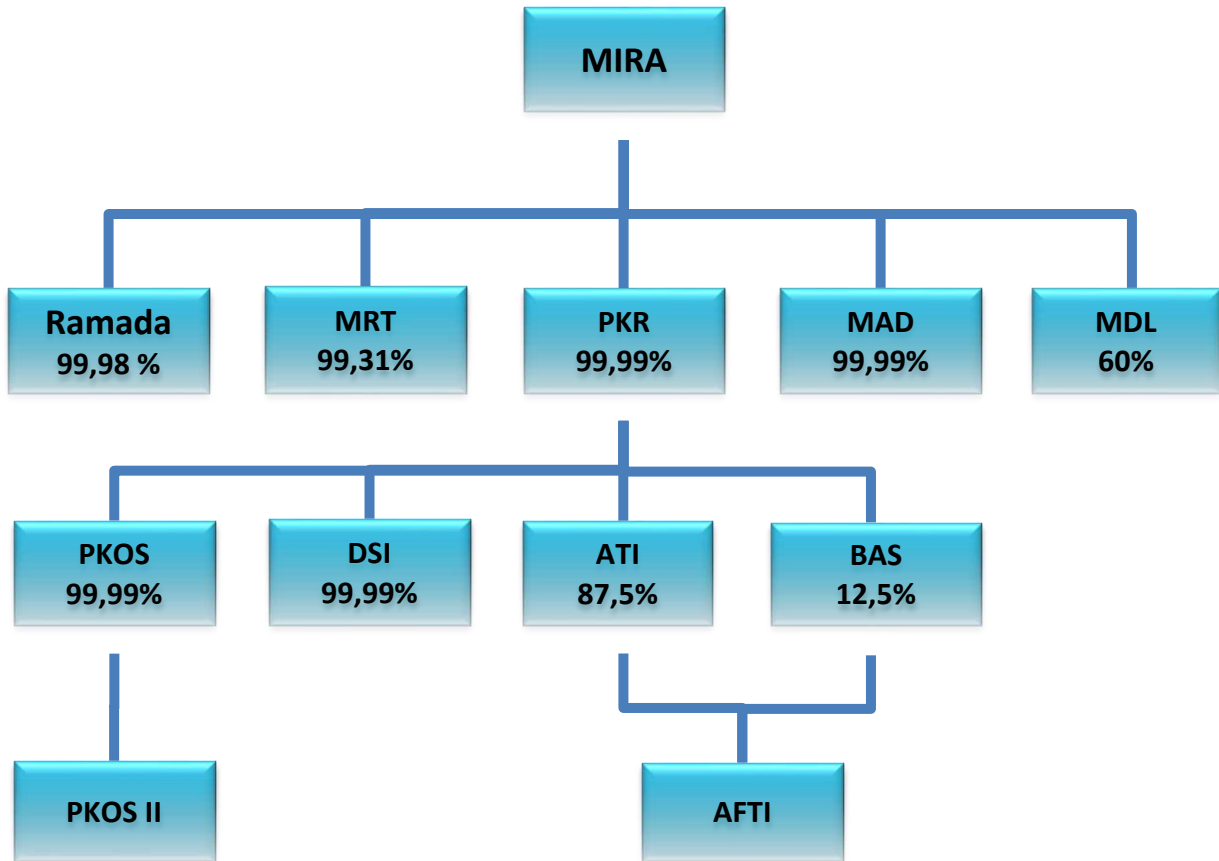 MIRA
Ramada
99,98 %
MRT
99,31%
PKR
99,99%
MAD
99,99%
MDL
60%
PKOS
99,99%
DSI
99,99%
ATI
87,5%
BAS
12,5%
PKOS II
AFTI